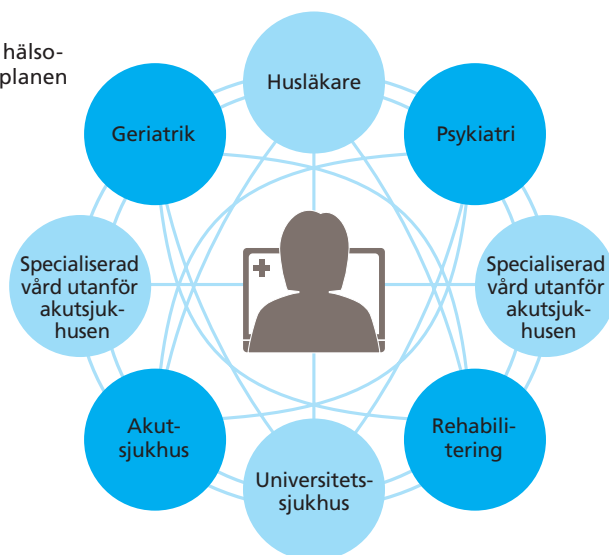 hälso-
planen
Husläkare
Geriatrik
Psykiatri
Specialiserad
vård utanför
akutsjuk-
husen
Specialiserad
vård utanför
akutsjuk-
husen
Akut-
sjukhus
Rehabili-
tering
Universitets-
sjukhus